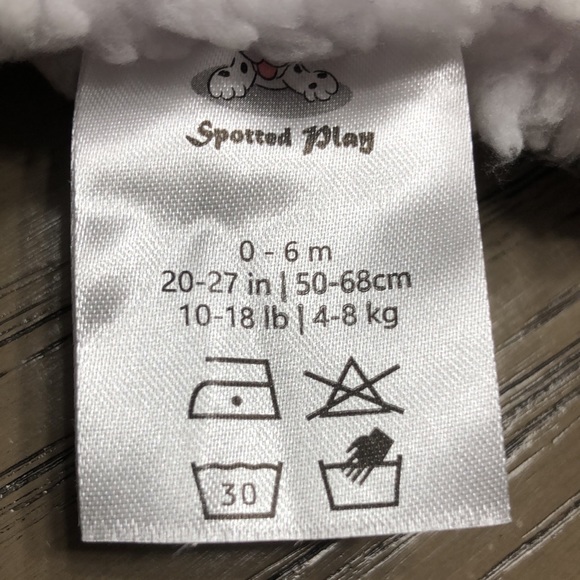 Spotted Play
0 - 6 m
20-27 in | 50-68cm
10-18 lb | 4-8 kg
30